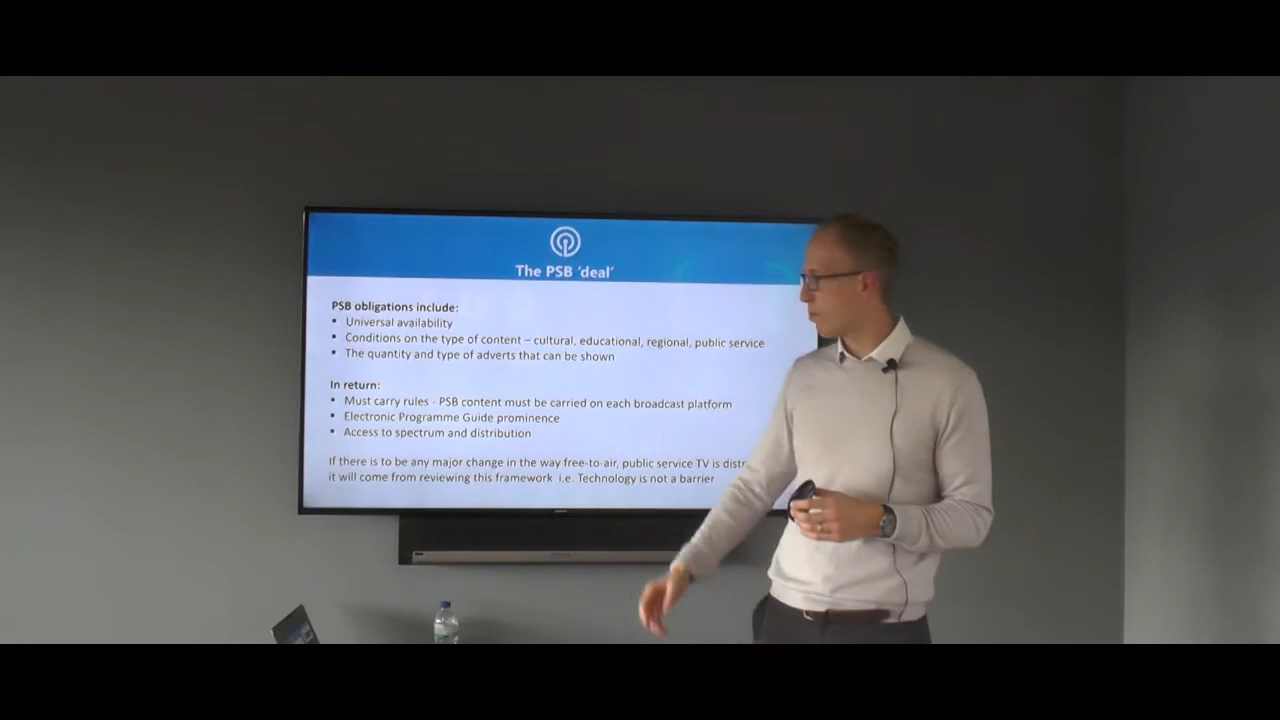 The PSB 'deal'
PSB obligations include:
▪ Universal availability
▪ Conditions on the type of content – cultural, educational, regional, public service
▪ The quantity and type of adverts that can be shown
In return:
▪ Must carry rules - PSB content must be carried on each broadcast platform
▪ Electronic Programme Guide prominence
▪ Access to spectrum and distribution
If there is to be any major change in the way free-to-air, public service TV is
it will come from reviewing this framework i.e. Technology is not a barrier